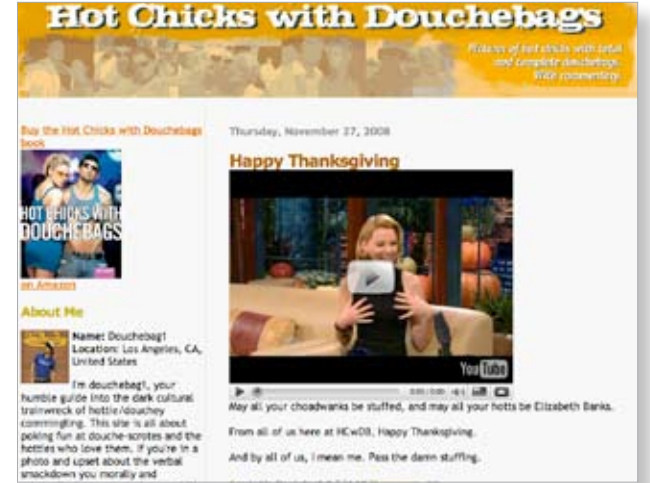 Hot Chicks with Douchebags
Pictures of hot chicks with total
and complete douchebags.
With commentary.
Buy the Hot Chicks with Douchebags
book
HOT CHICKS WITH
DOUCHEBAGS
on Amazon
About Me
Name: Douchebag1
Location: Los Angeles, CA,
United States
I'm douchebag1, your
humble guide into the dark cultural
trainwreck of hottie/douchey
commingling. This site is all about
poking fun at douche-scrotes and the
hotties who love them. If you're in a
photo and upset about the verbal
smackdown you morally and
Thursday, November 27, 2008
Happy Thanksgiving
YouTube
0:00 / 0:00
May all your choadwanks be stuffed, and may all your hotts be Elizabeth Banks.
From all of us here at HCwDB, Happy Thanksgiving.
And by all of us, I mean me. Pass the damn stuffing.